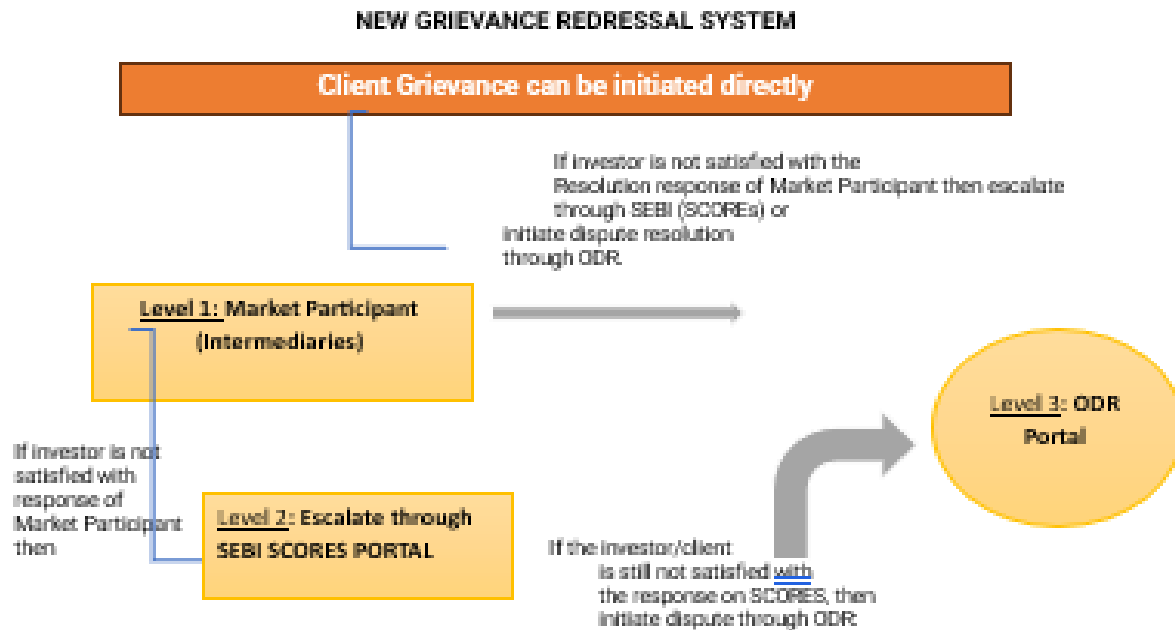 NEW GRIEVANCE REDRESSAL SYSTEM
Client Grievance can be initiated directly
If investor is not satisfied with the
Resolution response of Market Participant then escalate
through SEBI (SCOREs) or
initiate dispute resolution
through ODR.
Level 1: Market Participant
(Intermediaries)
Level 3: ODR
Portal
If investor is not
satisfied with
response of
Market Participant
then
Level 2: Escalate through
SEBI SCORES PORTAL
If the investor/client
is still not satisfied with
the response on SCORES, then
initiate dispute through ODR.